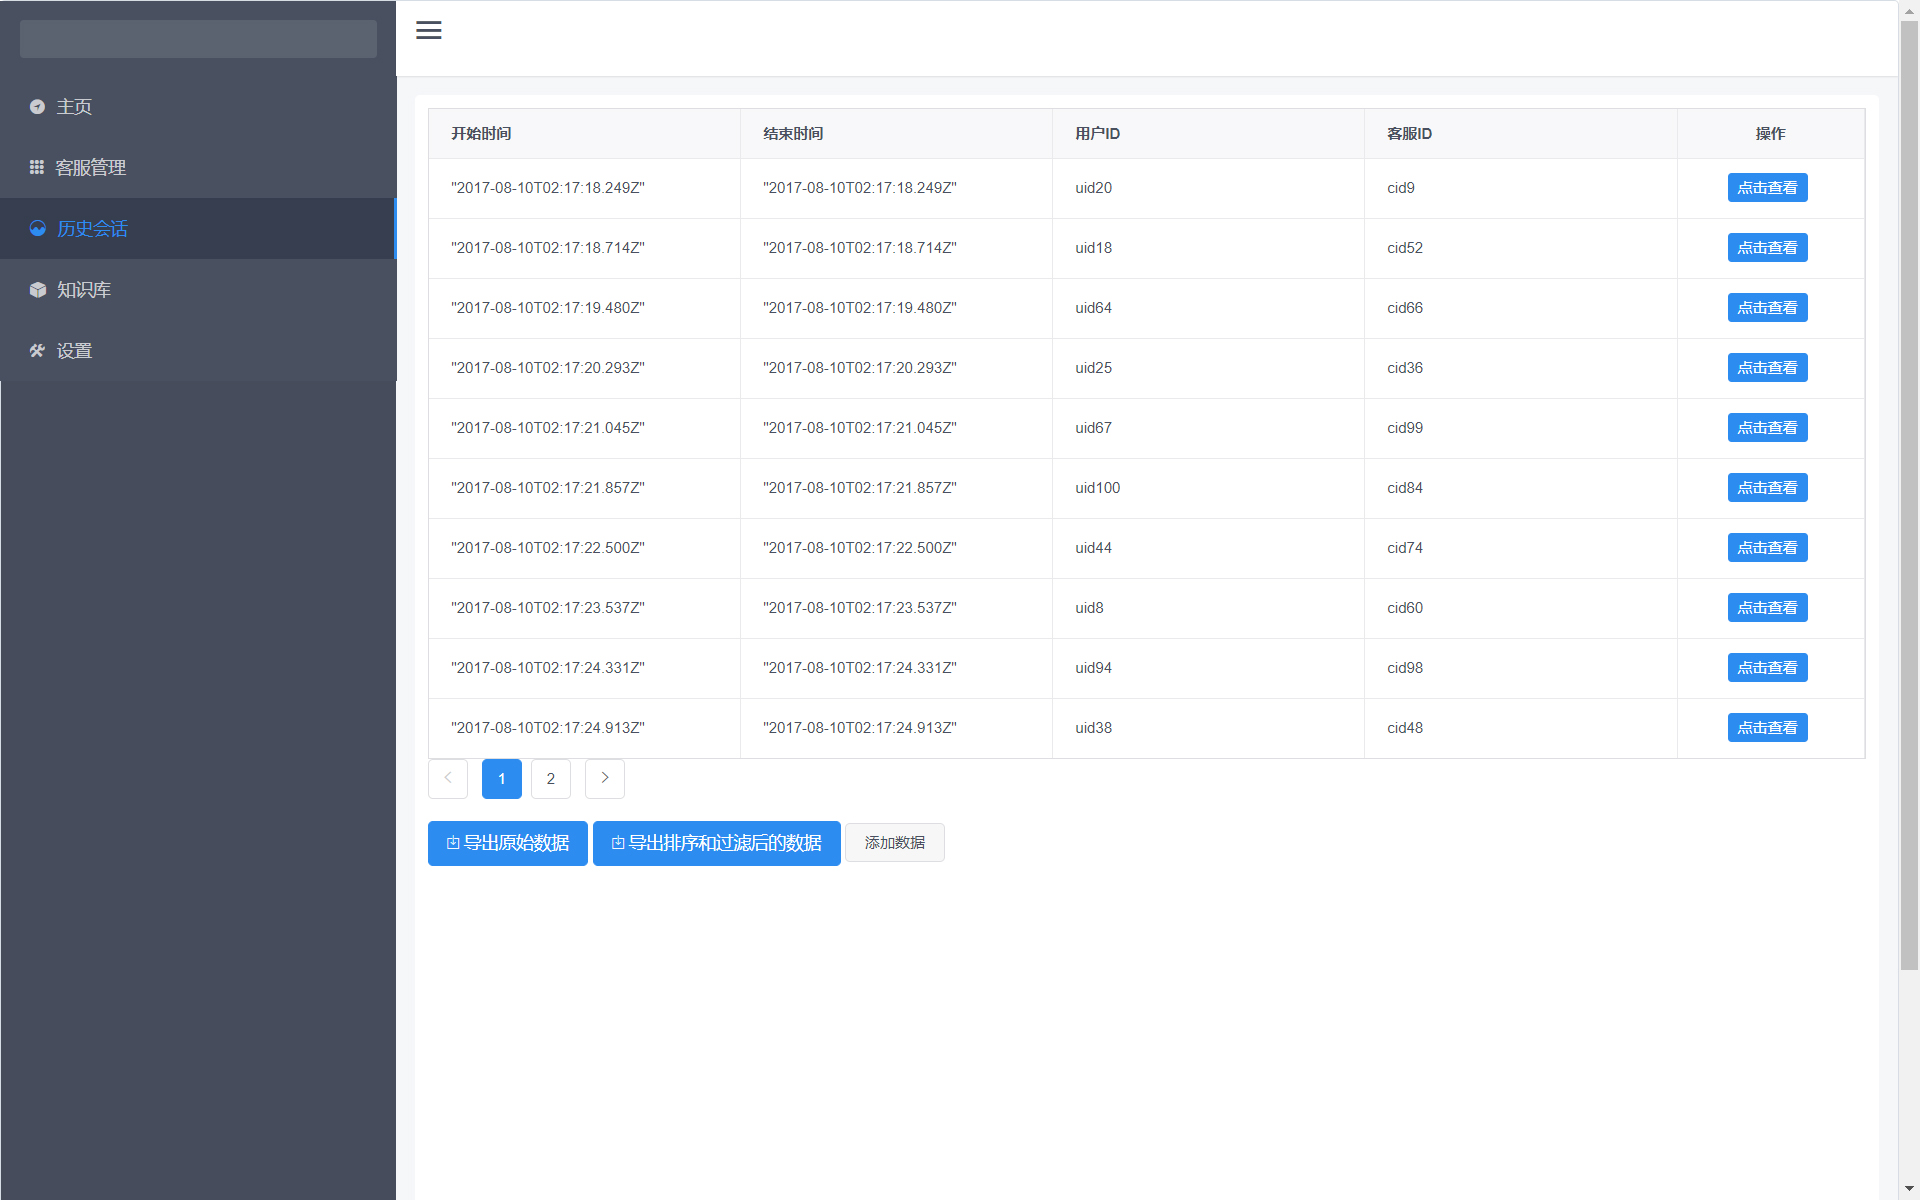 主页
客服管理
历史会话
知识库
设置
开始时间 结束时间 用户ID 客服ID 操作
"2017-08-10T02:17:18.249Z" "2017-08-10T02:17:18.249Z" uid20 cid9 点击查看
"2017-08-10T02:17:18.714Z" "2017-08-10T02:17:18.714Z" uid18 cid52 点击查看
"2017-08-10T02:17:19.480Z" "2017-08-10T02:17:19.480Z" uid64 cid66 点击查看
"2017-08-10T02:17:20.293Z" "2017-08-10T02:17:20.293Z" uid25 cid36 点击查看
"2017-08-10T02:17:21.045Z" "2017-08-10T02:17:21.045Z" uid67 cid99 点击查看
"2017-08-10T02:17:21.857Z" "2017-08-10T02:17:21.857Z" uid100 cid84 点击查看
"2017-08-10T02:17:22.500Z" "2017-08-10T02:17:22.500Z" uid44 cid74 点击查看
"2017-08-10T02:17:23.537Z" "2017-08-10T02:17:23.537Z" uid8 cid60 点击查看
"2017-08-10T02:17:24.331Z" "2017-08-10T02:17:24.331Z" uid94 cid98 点击查看
"2017-08-10T02:17:24.913Z" "2017-08-10T02:17:24.913Z" uid38 cid48 点击查看
1 2
导出原始数据 导出排序和过滤后的数据 添加数据